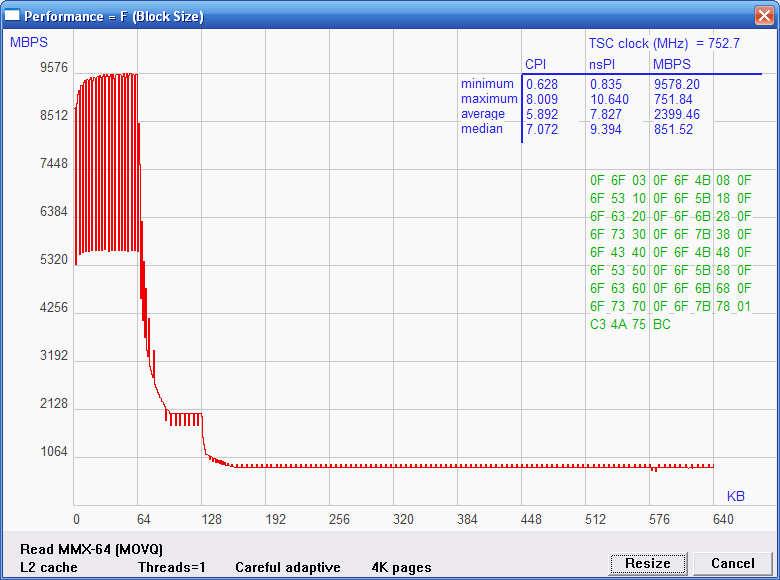 Performance = F (Block Size)
MBPS
TSC clock (MHz) = 752.7
CPI nsPI MBPS
minimum 0.628 0.835 9578.20
maximum 8.009 10.640 751.84
average 5.892 7.827 2399.46
median 7.072 9.394 851.52
9576
8512
7448
6384
5320
4256
3192
2128
1064
0F 6F 03 0F 6F 4B 08 0F
6F 53 10 0F 6F 5B 18 0F
6F 63 20 0F 6F 6B 28 0F
6F 73 30 0F 6F 7B 38 0F
6F 43 40 0F 6F 4B 48 0F
6F 53 50 0F 6F 5B 58 0F
6F 63 60 0F 6F 6B 68 0F
6F 73 70 0F 6F 7B 78 01
C3 4A 75 BC
KB
0 64 128 192 256 320 384 448 512 576 640
Read MMX-64 (MOVQ)
L2 cache Threads=1 Careful adaptive 4K pages
Resize Cancel